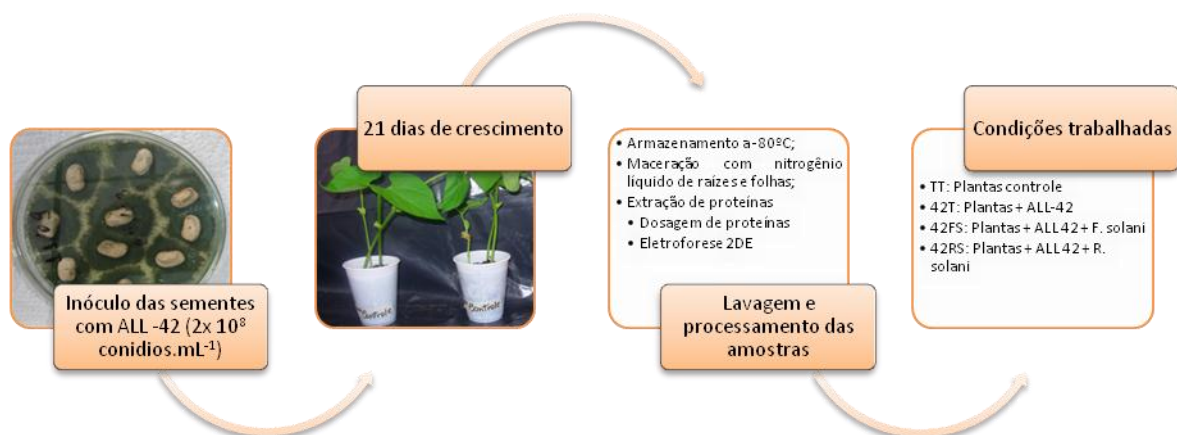 Inóculo das sementes
com ALL -42 (2x 10⁸
conidios.mL⁻¹)
21 dias de crescimento
controle
• Armazenamento a -80ºC;
• Maceração com nitrogênio
líquido de raízes e folhas;
• Extração de proteínas
• Dosagem de proteínas
• Eletroforese 2DE
Lavagem e
processamento das
amostras
Condições trabalhadas
• TT: Plantas controle
• 42T: Plantas + ALL-42
• 42FS: Plantas + ALL 42 + F. solani
• 42RS: Plantas + ALL 42 + R.
solani